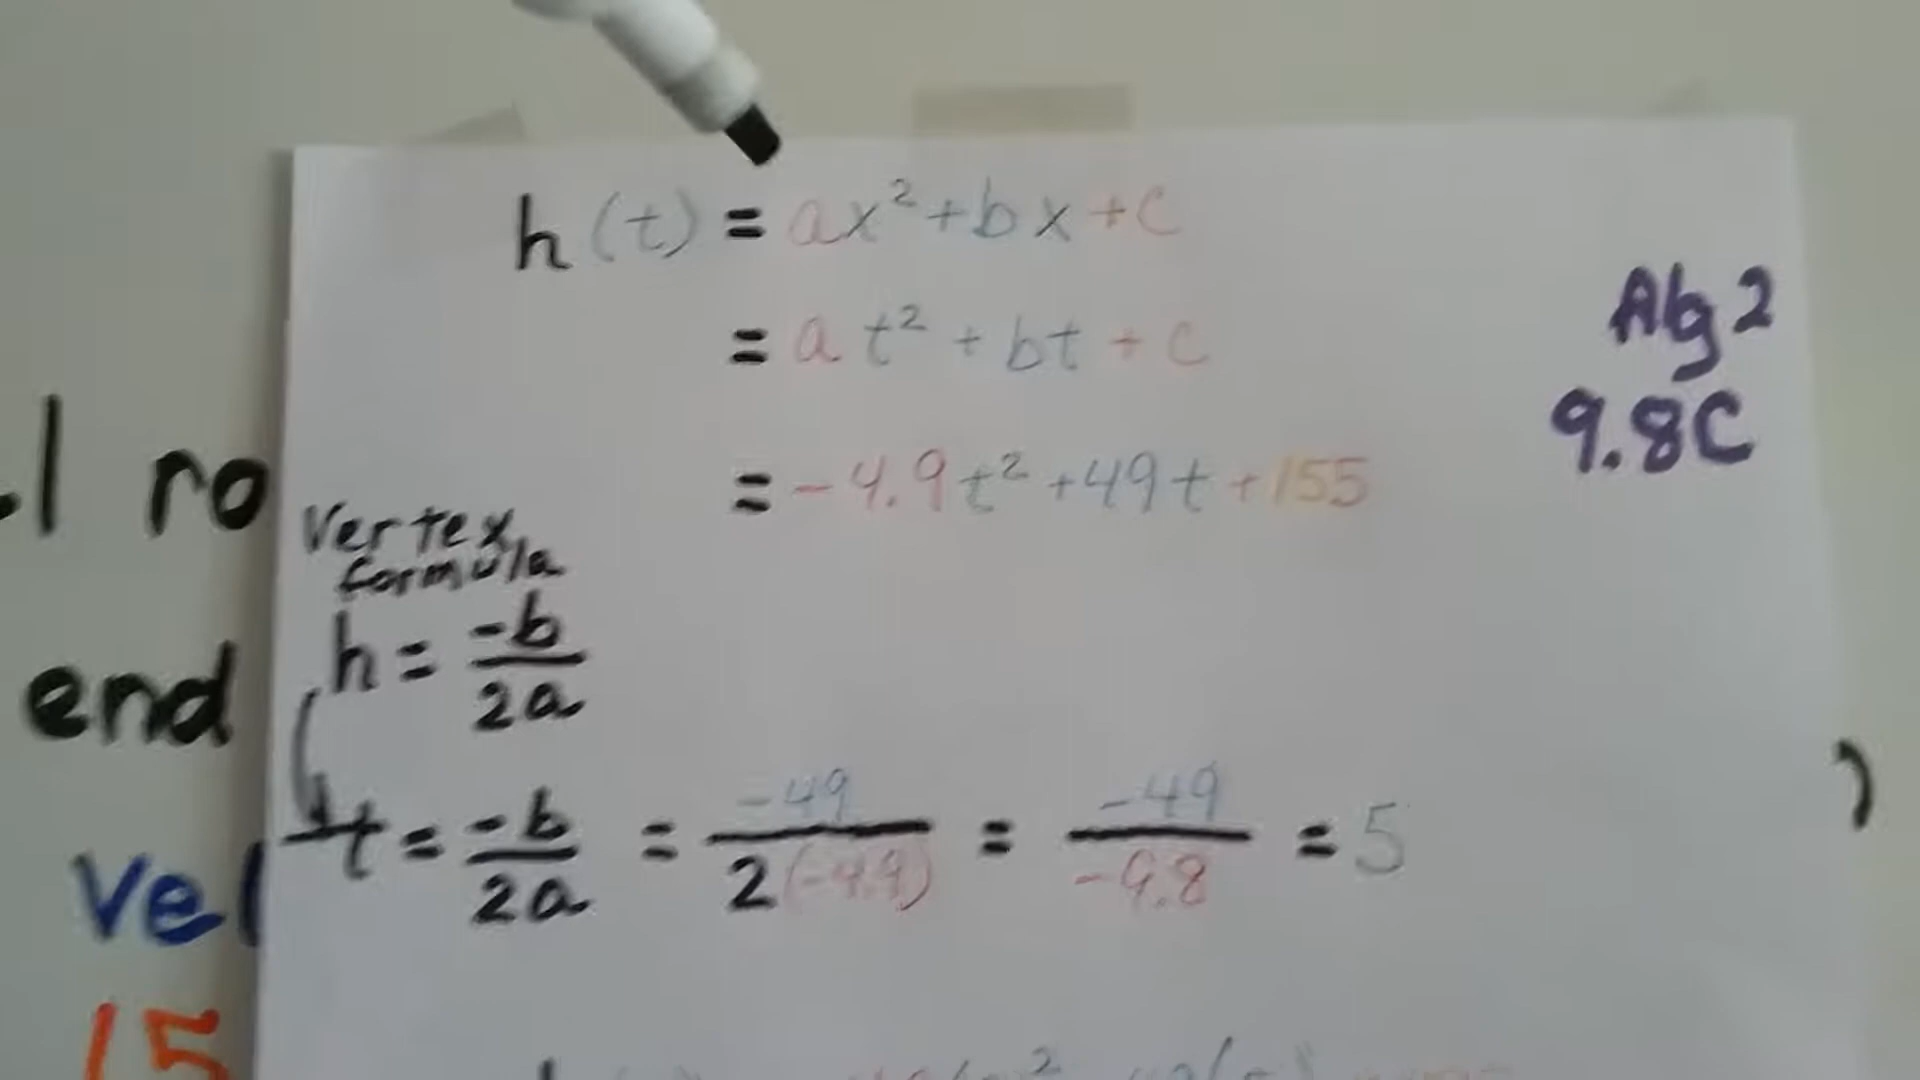 h(t) = ax² + bx + c
= at² + bt + c
= -4.9t² + 49t + 155
Alg 2
9.8C
ro
Vertex
formula
h = -b/2a
end
t = -b/2a = -49/2(-4.9) = -49/-9.8 = 5
Vel
15